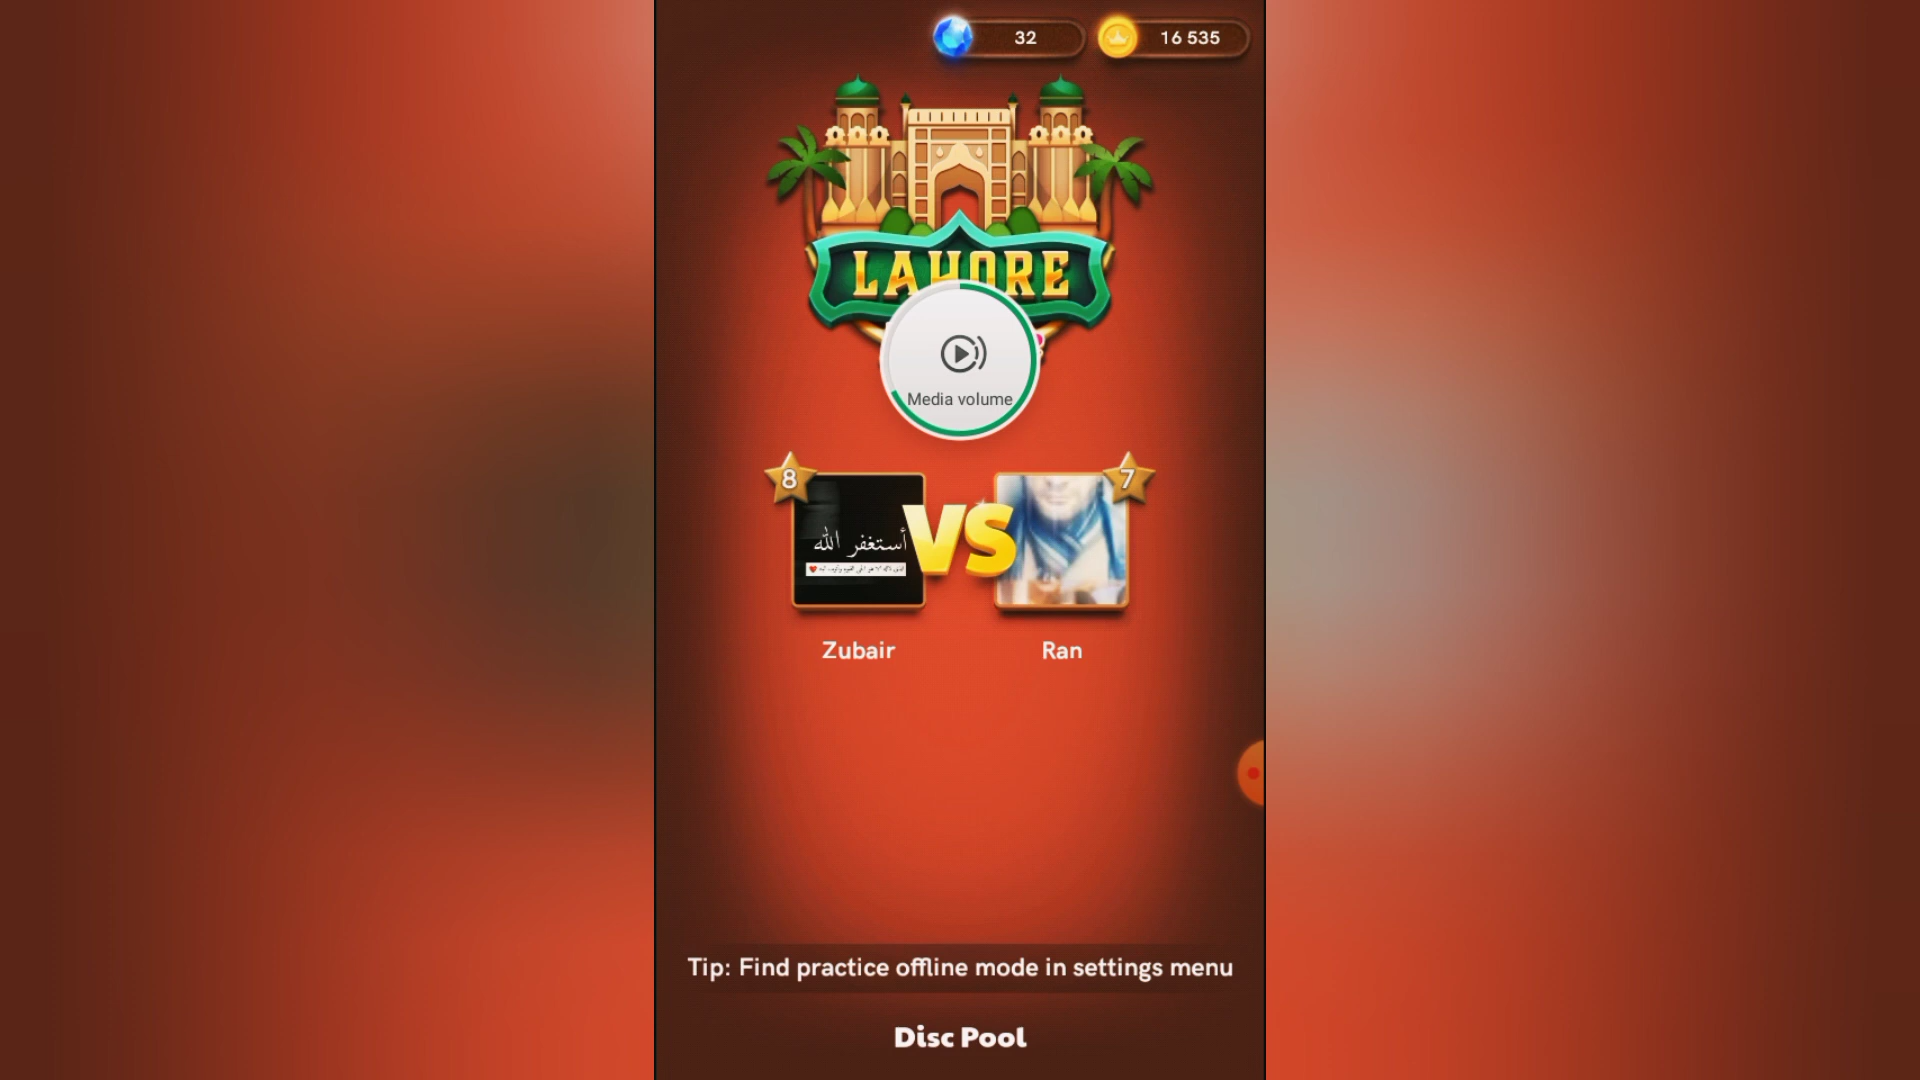 32
16 535
LAHORE
Media volume
8
7
أستغفر الله
VS
Zubair
Ran
Tip: Find practice offline mode in settings menu
Disc Pool